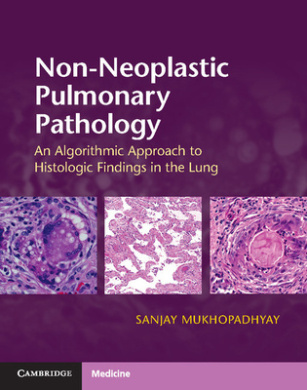 Non-Neoplastic
Pulmonary
Pathology
An Algorithmic Approach to
Histologic Findings in the Lung
SANJAY MUKHOPADHYAY
CAMBRIDGE Medicine